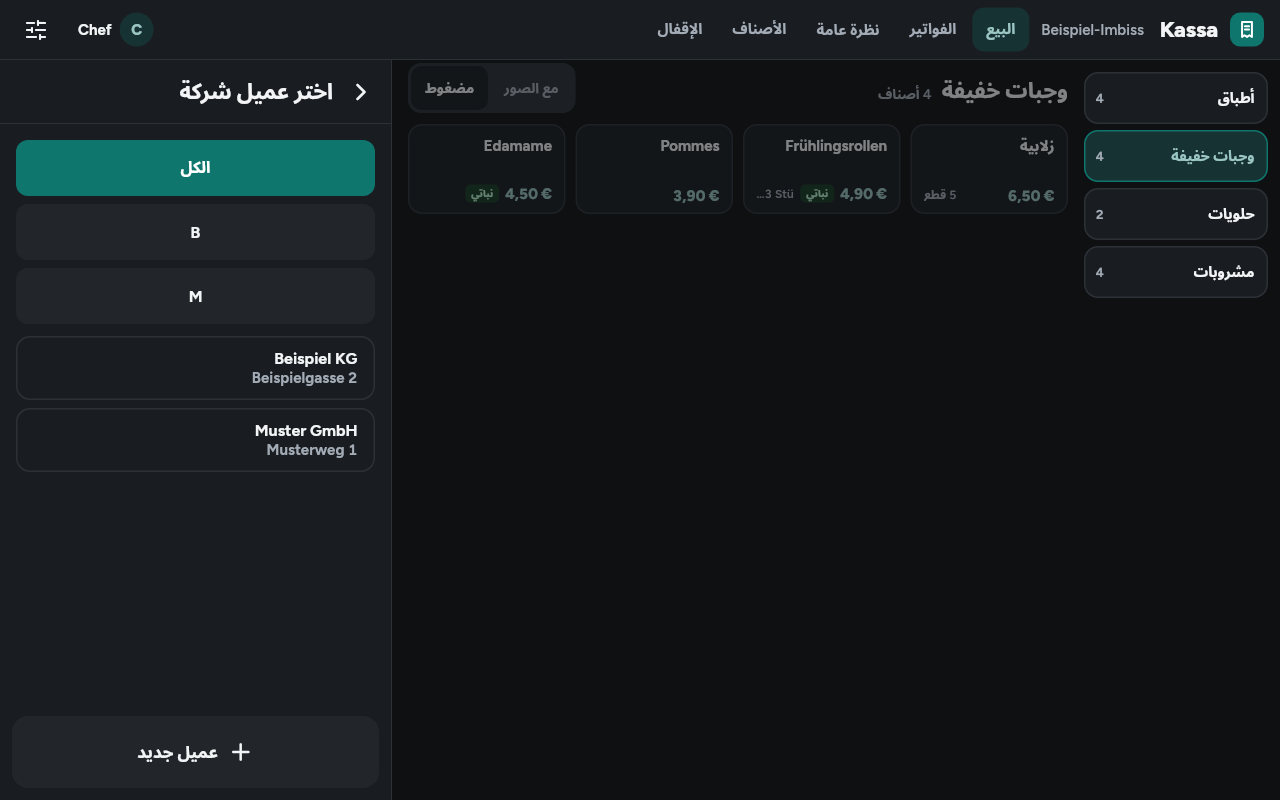 Kassa
Beispiel-Imbiss
البيع
الفواتير
نظرة عامة
الأصناف
الإقفال
C
Chef
أطباق
4
وجبات خفيفة
4
حلويات
2
مشروبات
4
وجبات خفيفة
4 أصناف
مع الصور
مضغوط
زلابية
6,50 €
5 قطع
Frühlingsrollen
4,90 €
نباتي
3 Stü...
Pommes
3,90 €
Edamame
4,50 €
نباتي
اختر عميل شركة
الكل
B
M
Beispiel KG
Beispielgasse 2
Muster GmbH
Musterweg 1
عميل جديد